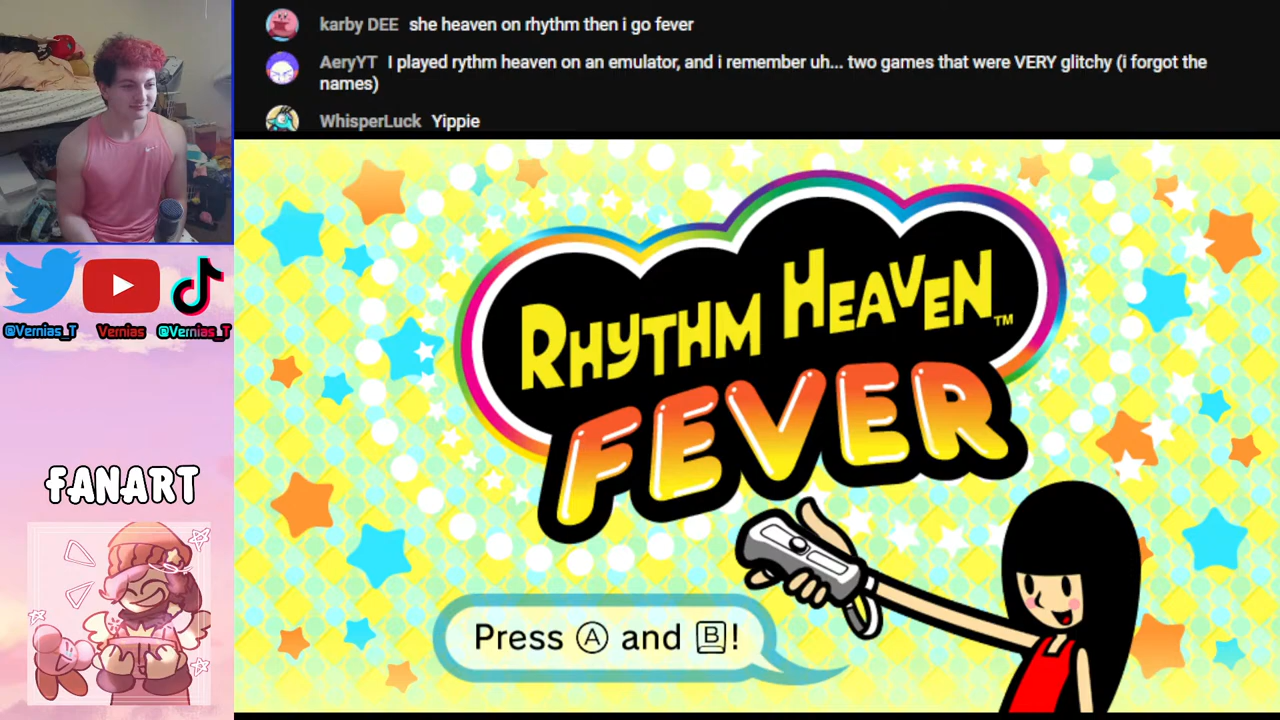 karby DEE she heaven on rhythm then i go fever
AeryYT I played rythm heaven on an emulator, and i remember uh... two games that were VERY glitchy (i forgot the
names)
WhisperLuck Yippie
RHYTHM HEAVEN™
FEVER
Press Ⓐ and B!
@Vernias_T Vernias @Vernias_T
FANART